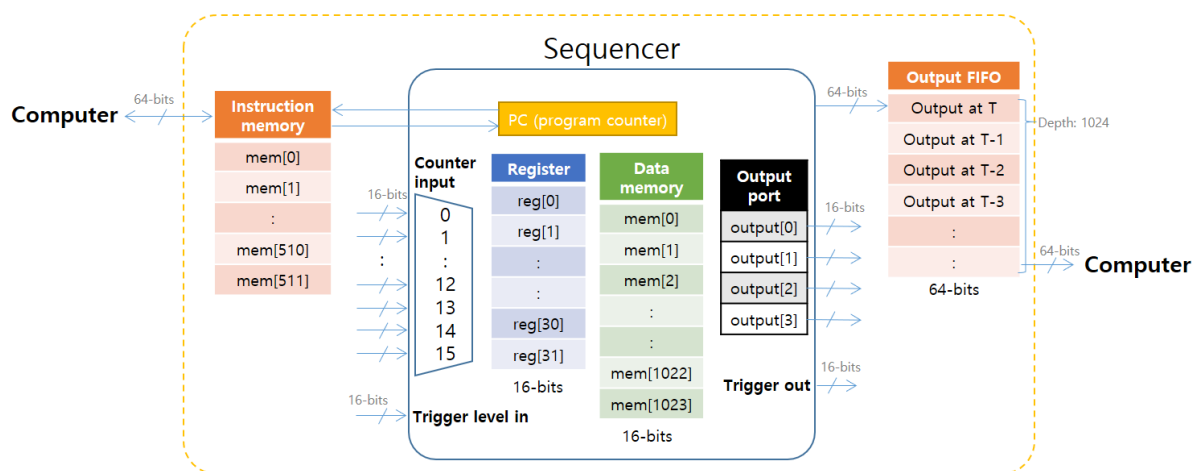 Sequencer
Computer
64-bits
Instruction
memory
mem[0]
mem[1]
:
mem[510]
mem[511]
PC (program counter)
Counter
input
16-bits
0
1
:
12
13
14
15
:
16-bits
Trigger level in
Register
reg[0]
reg[1]
:
:
reg[30]
reg[31]
16-bits
Data
memory
mem[0]
mem[1]
mem[2]
:
:
mem[1022]
mem[1023]
16-bits
Output
port
output[0]
output[1]
output[2]
output[3]
16-bits
:
Trigger out
16-bits
64-bits
Output FIFO
Output at T
Output at T-1
Output at T-2
Output at T-3
:
:
64-bits
Depth: 1024
64-bits
Computer